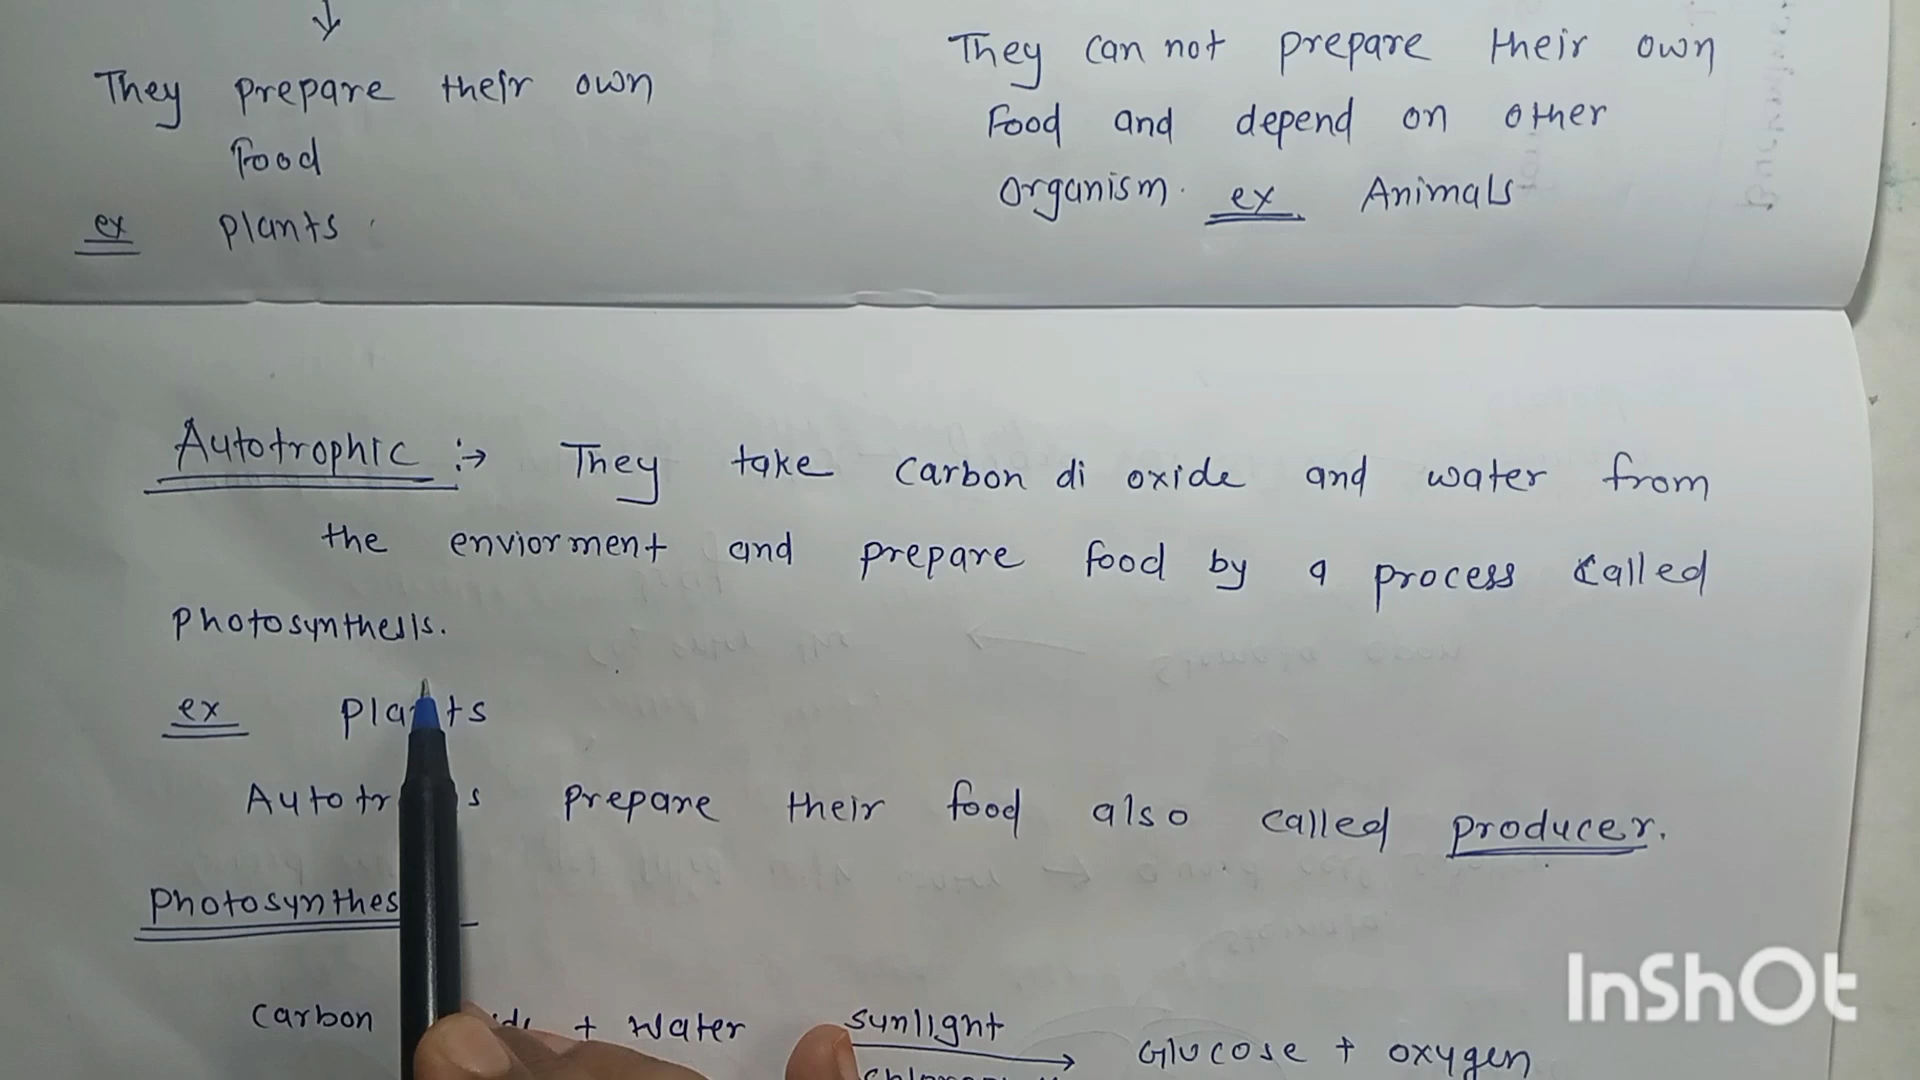 They prepare their own
Food
ex plants
They can not prepare their own
Food and depend on other
organism. ex Animals
Autotrophic :→ They take carbon di oxide and water from
the enviorment and prepare food by a process called
photosynthesis.
ex plants
prepare their food also called producer.
carbon + water sunlight → Glucose + oxygen
InShOt